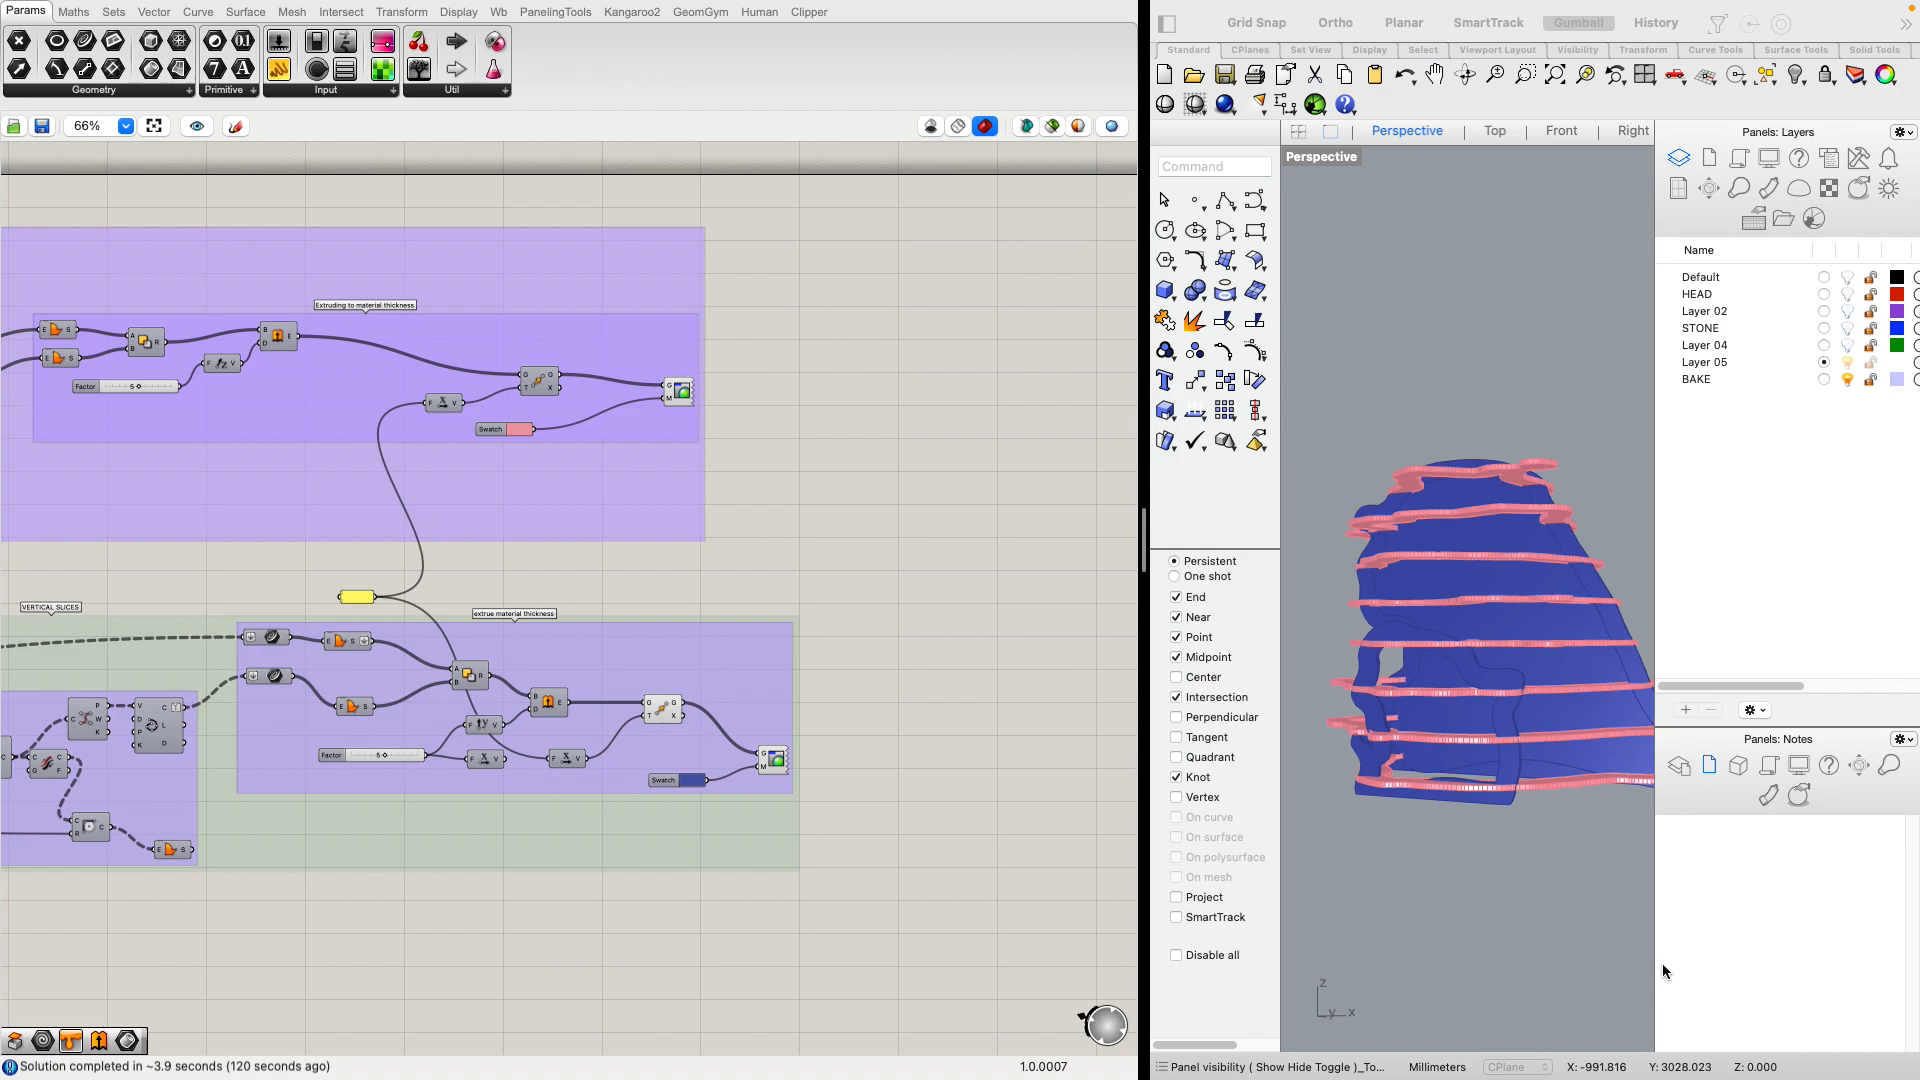 Params Maths Sets Vector Curve Surface Mesh Intersect Transform Display Wb PanelingTools Kangaroo2 GeomGym Human Clipper
Geometry Primitive Input Util
66%
Extruding to material thickness
E S
A B R
B D E
E S
F Z V
Factor 5
F X V
G T G X
G M
Swatch
VERTICAL SLICES
extrue material thickness
E S
A B R
E S
F Y V
B D E
G T G X
Factor 5
F X V
F X V
G M
Swatch
C P W K
V D P K C L D
C G C F
C R C
E S
Solution completed in ~3.9 seconds (120 seconds ago)
1.0.0007
Grid Snap Ortho Planar SmartTrack Gumball History
Standard CPlanes Set View Display Select Viewport Layout Visibility Transform Curve Tools Surface Tools Solid Tools
Command
Perspective Top Front Right
Perspective
Persistent
One shot
End
Near
Point
Midpoint
Center
Intersection
Perpendicular
Tangent
Quadrant
Knot
Vertex
On curve
On surface
On polysurface
On mesh
Project
SmartTrack
Disable all
z
y x
Panels: Layers
Name
Default
HEAD
Layer 02
STONE
Layer 04
Layer 05
BAKE
Panels: Notes
Panel visibility ( Show Hide Toggle )_To... Millimeters CPlane X: -991.816 Y: 3028.023 Z: 0.000